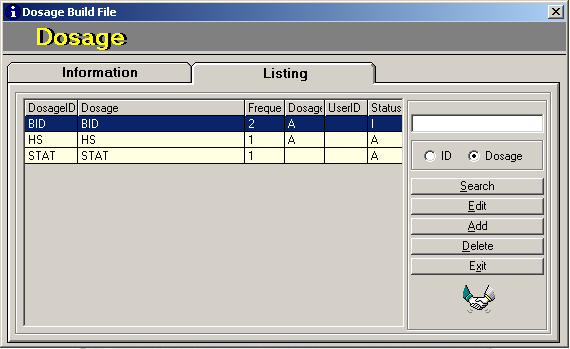 Dosage Build File
Dosage
Information Listing
DosageID Dosage Freque Dosage UserID Status
BID BID 2 A I
HS HS 1 A A
STAT STAT 1 A
ID Dosage
Search
Edit
Add
Delete
Exit